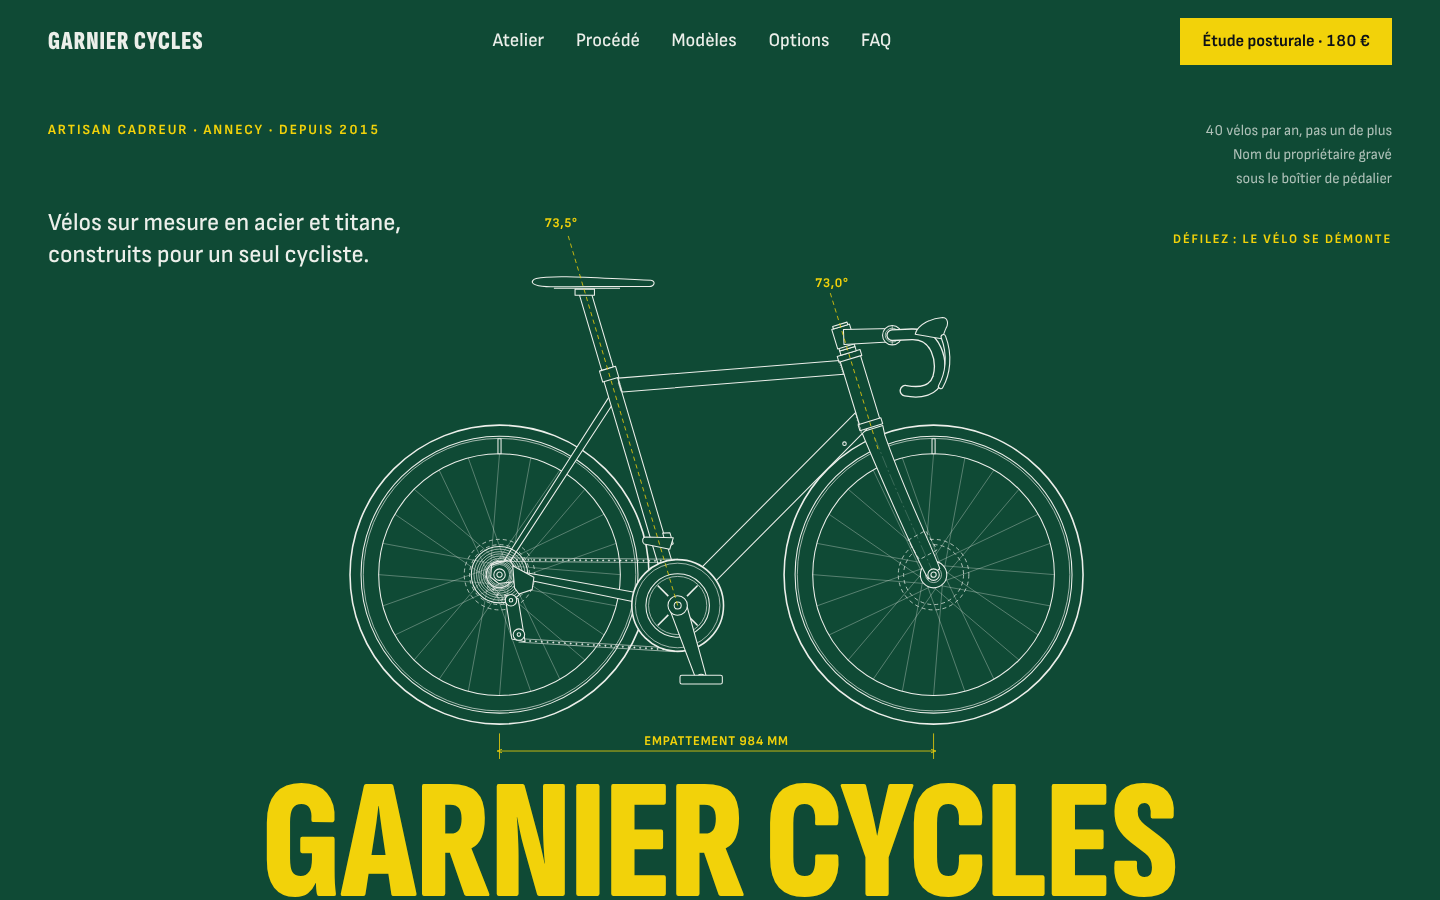 GARNIER CYCLES
Atelier
Procédé
Modèles
Options
FAQ
Étude posturale · 180 €
ARTISAN CADREUR · ANNECY · DEPUIS 2015
40 vélos par an, pas un de plus
Nom du propriétaire gravé
sous le boîtier de pédalier
Vélos sur mesure en acier et titane,
construits pour un seul cycliste.
DÉFILEZ : LE VÉLO SE DÉMONTE
73,5°
73,0°
EMPATTEMENT 984 MM
GARNIER CYCLES